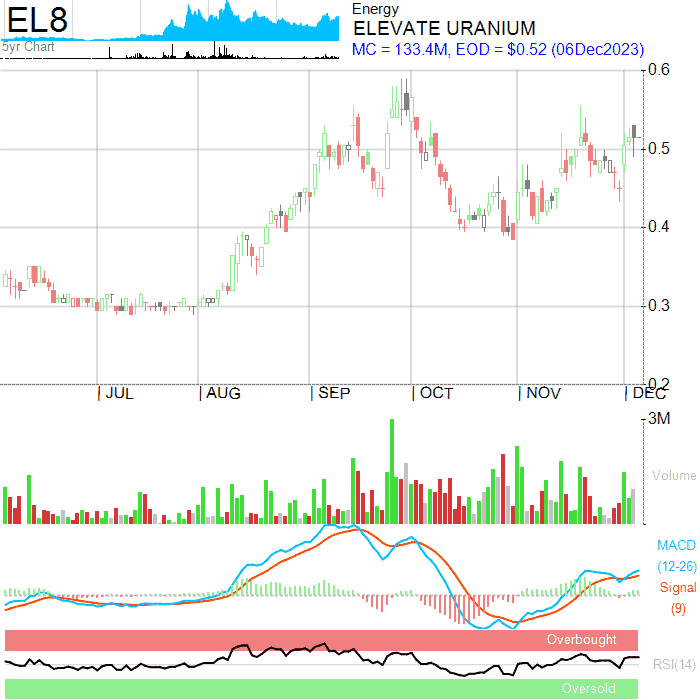 EL8
5yr Chart
Energy
ELEVATE URANIUM
MC = 133.4M, EOD = $0.52 (06Dec2023)
0.6
0.5
0.4
0.3
0.2
| JUL | AUG | SEP | OCT | NOV | DEC
3M
Volume
MACD
(12-26)
Signal
(9)
Overbought
RSI(14)
Oversold